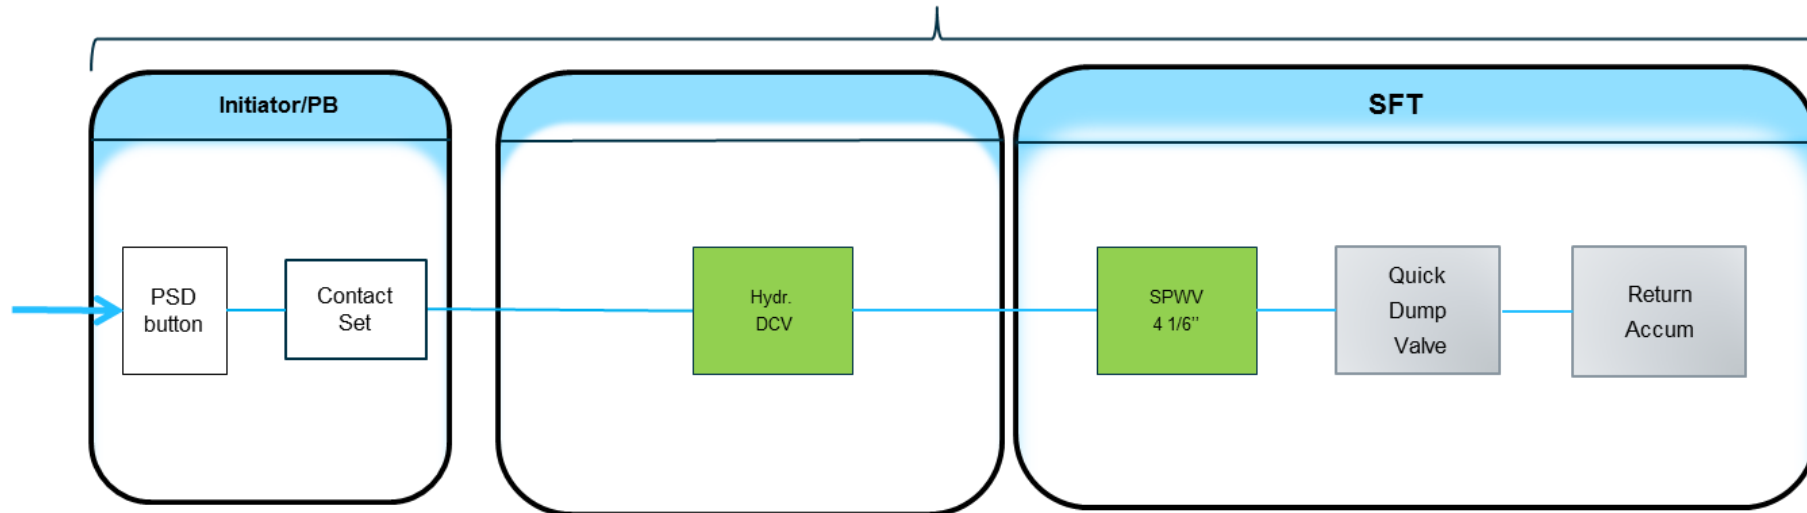 Initiator/PB
SFT
PSD
button
Contact
Set
Hydr.
DCV
SPWV
4 1/6’’
Quick
Dump
Valve
Return
Accum